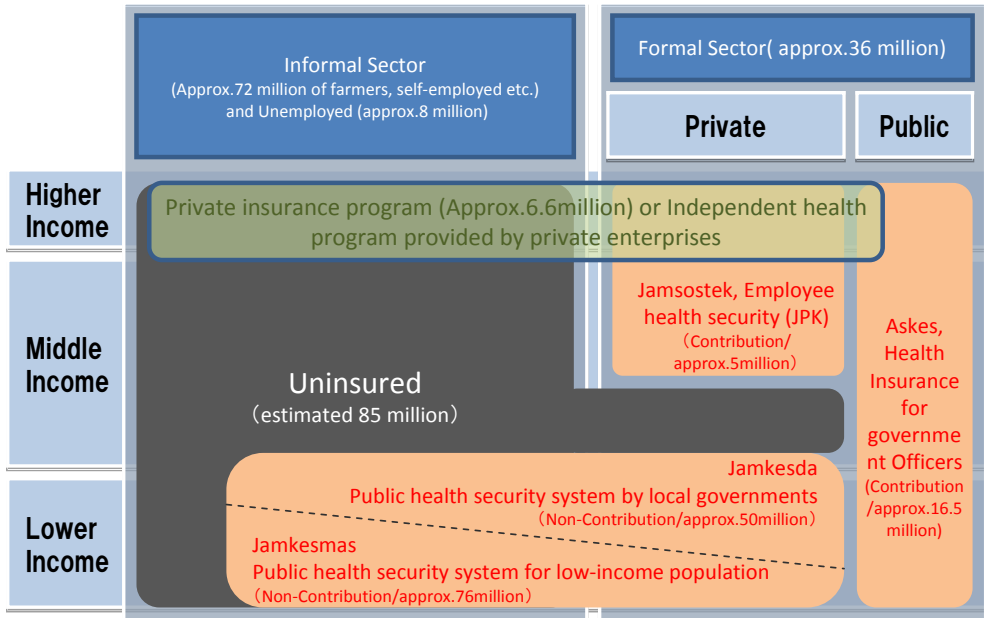 Informal Sector
(Approx.72 million of farmers, self-employed etc.)
and Unemployed (approx.8 million)
Formal Sector( approx.36 million)
Private
Public
Higher
Income
Private insurance program (Approx.6.6million) or Independent health
program provided by private enterprises
Middle
Income
Uninsured
(estimated 85 million)
Jamsostek, Employee
health security (JPK)
(Contribution/
approx.5million)
Askes,
Health
Insurance
for
governme
nt Officers
(Contribution
/approx.16.5
million)
Lower
Income
Jamkesda
Public health security system by local governments
(Non-Contribution/approx.50million)
Jamkesmas
Public health security system for low-income population
(Non-Contribution/approx.76million)